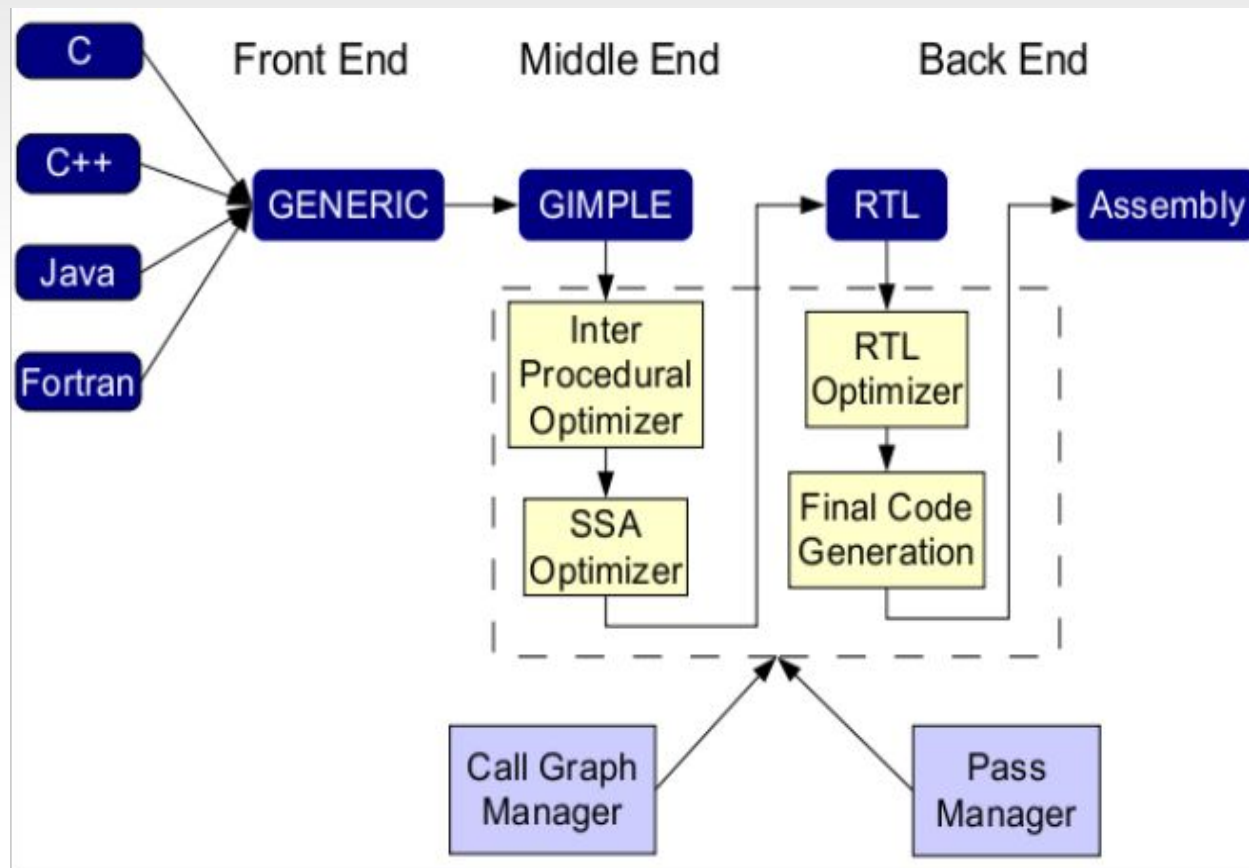 C
Front End
Middle End
Back End
C++
GENERIC
GIMPLE
RTL
Assembly
Java
Fortran
Inter
Procedural
Optimizer
RTL
Optimizer
SSA
Optimizer
Final Code
Generation
Call Graph
Manager
Pass
Manager